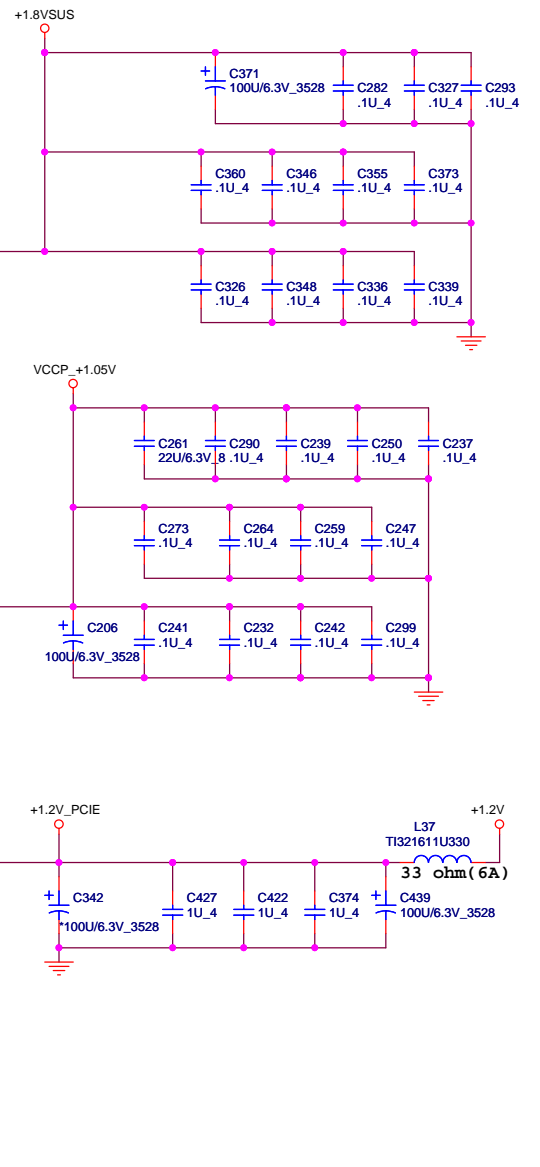 +1.8VSUS
+
C371
100U/6.3V_3528
C282
.1U_4
C327
.1U_4
C293
.1U_4
C360
.1U_4
C346
.1U_4
C355
.1U_4
C373
.1U_4
C326
.1U_4
C348
.1U_4
C336
.1U_4
C339
.1U_4
VCCP_+1.05V
C261
22U/6.3V_8
C290
.1U_4
C239
.1U_4
C250
.1U_4
C237
.1U_4
C273
.1U_4
C264
.1U_4
C259
.1U_4
C247
.1U_4
+
C206
100U/6.3V_3528
C241
.1U_4
C232
.1U_4
C242
.1U_4
C299
.1U_4
+1.2V_PCIE
+1.2V
L37
TI321611U330
33 ohm(6A)
+
C342
*100U/6.3V_3528
C427
1U_4
C422
1U_4
C374
1U_4
+
C439
100U/6.3V_3528